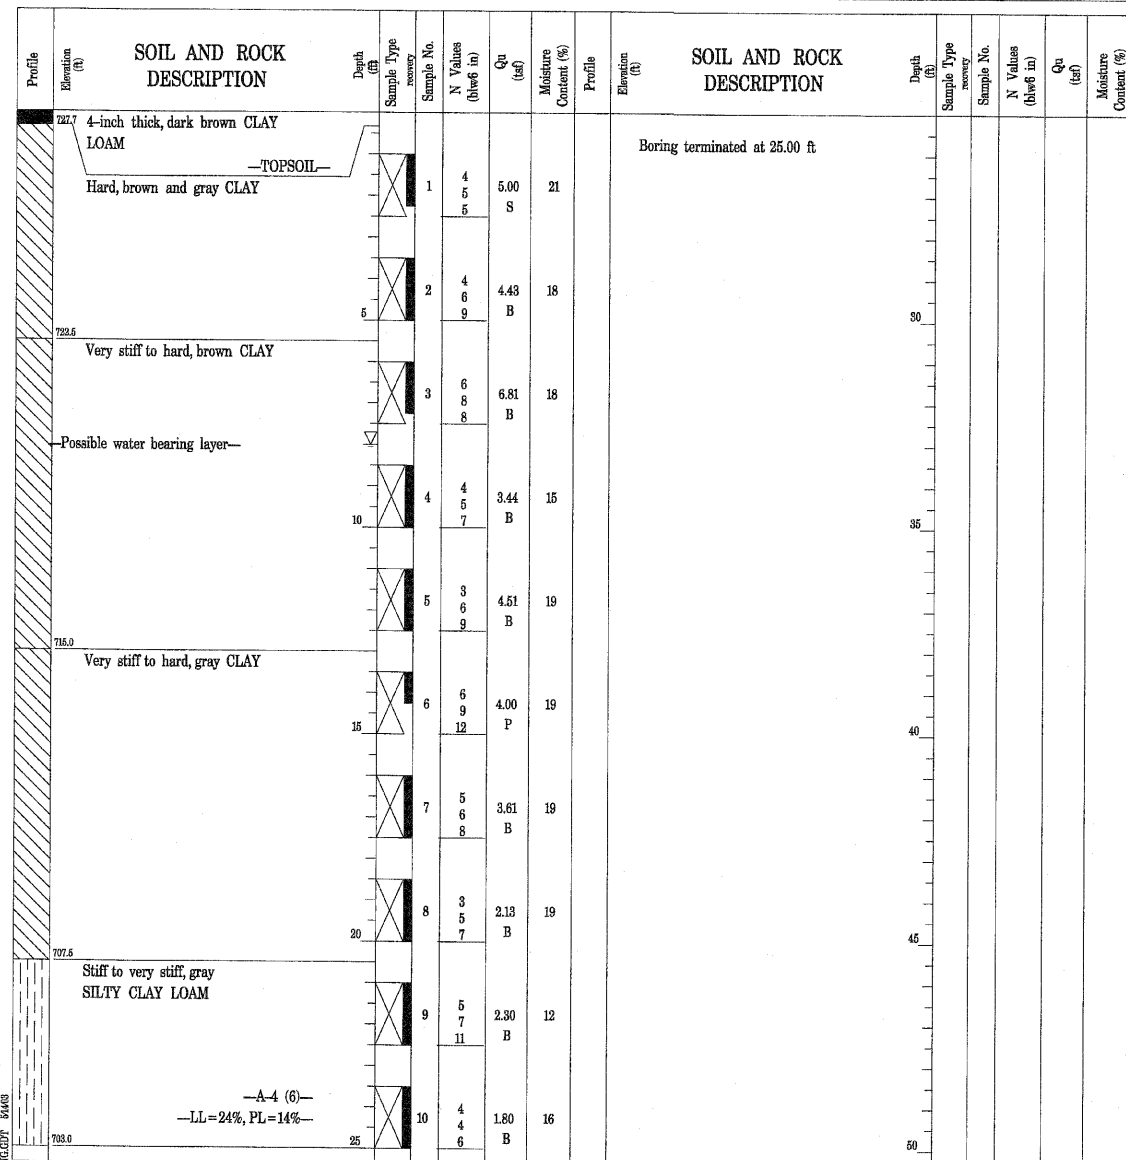 Profile
Elevation (ft)
SOIL AND ROCK
DESCRIPTION
Depth (ft)
Sample Type
recovery
Sample No.
N Values
(blw6 in)
Qu
(tsf)
Moisture
Content (%)
Profile
Elevation (ft)
SOIL AND ROCK
DESCRIPTION
Depth (ft)
Sample Type
recovery
Sample No.
N Values
(blw6 in)
Qu
(tsf)
Moisture
Content (%)
727.7 4-inch thick, dark brown CLAY
LOAM
—TOPSOIL—
Hard, brown and gray CLAY
1 4 5 5 5.00 S 21
2 4 6 9 4.43 B 18
5
723.5
Very stiff to hard, brown CLAY
3 6 8 8 6.81 B 18
—Possible water bearing layer—
4 4 5 7 3.44 B 15
10
5 3 6 9 4.51 B 19
715.0
Very stiff to hard, gray CLAY
6 6 9 12 4.00 P 19
15
7 5 6 8 3.61 B 19
8 3 5 7 2.13 B 19
20
707.5
Stiff to very stiff, gray
SILTY CLAY LOAM
9 5 7 11 2.30 B 12
—A-4 (6)—
—LL=24%, PL=14%—
10 4 4 6 1.80 B 16
703.0
25
Boring terminated at 25.00 ft
30
35
40
45
50